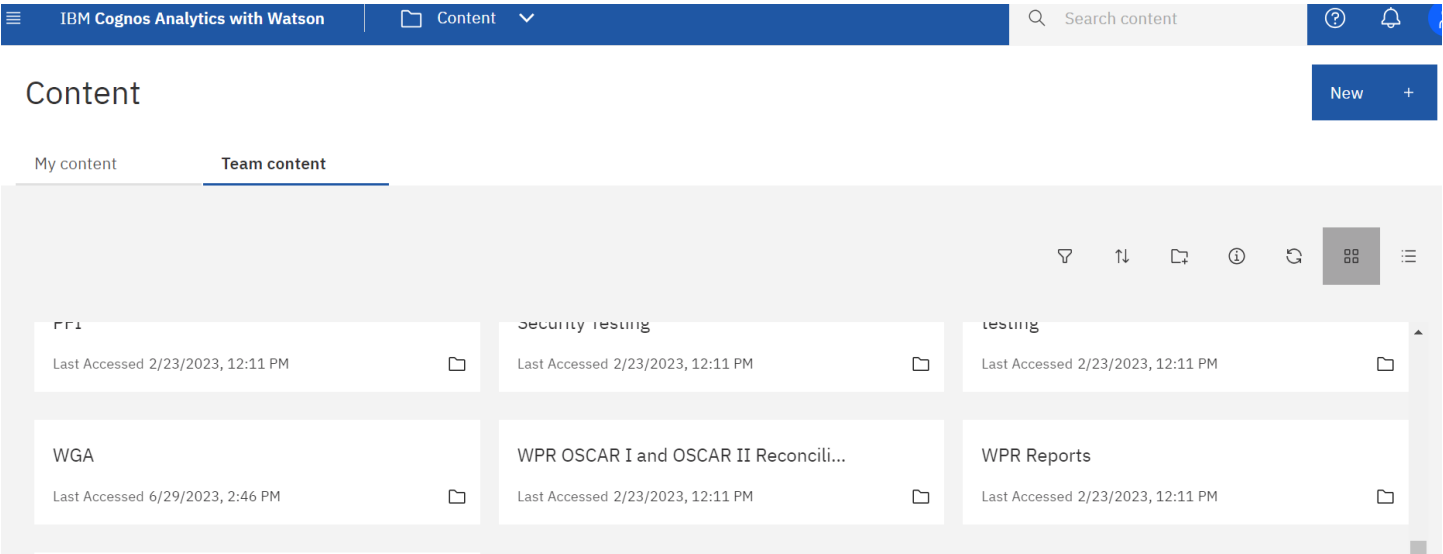 IBM Cognos Analytics with Watson
Content
Search content
Content
New +
My content
Team content
PFI
Security Testing
testing
Last Accessed 2/23/2023, 12:11 PM
Last Accessed 2/23/2023, 12:11 PM
Last Accessed 2/23/2023, 12:11 PM
WGA
WPR OSCAR I and OSCAR II Reconcili...
WPR Reports
Last Accessed 6/29/2023, 2:46 PM
Last Accessed 2/23/2023, 12:11 PM
Last Accessed 2/23/2023, 12:11 PM